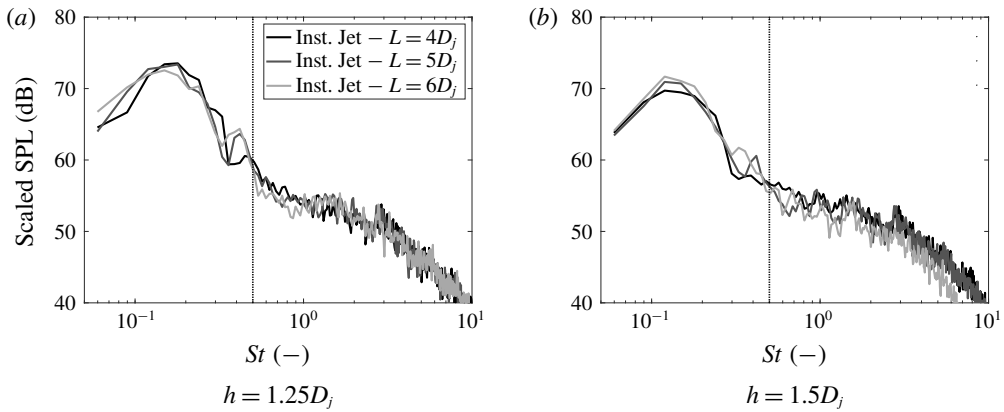 (a)
80
70
60
50
40
Scaled SPL (dB)
Inst. Jet – L = 4D_j
Inst. Jet – L = 5D_j
Inst. Jet – L = 6D_j
10^{-1}
10^0
10^1
St (–)
h = 1.25D_j
(b)
80
70
60
50
40
10^{-1}
10^0
10^1
St (–)
h = 1.5D_j